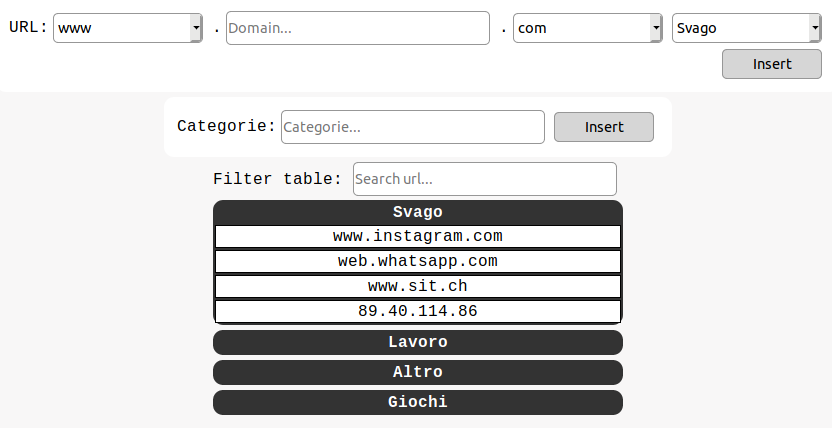 URL: www . Domain... . com Svago
Insert
Categorie: Categorie... Insert
Filter table: Search url...
Svago
www.instagram.com
web.whatsapp.com
www.sit.ch
89.40.114.86
Lavoro
Altro
Giochi